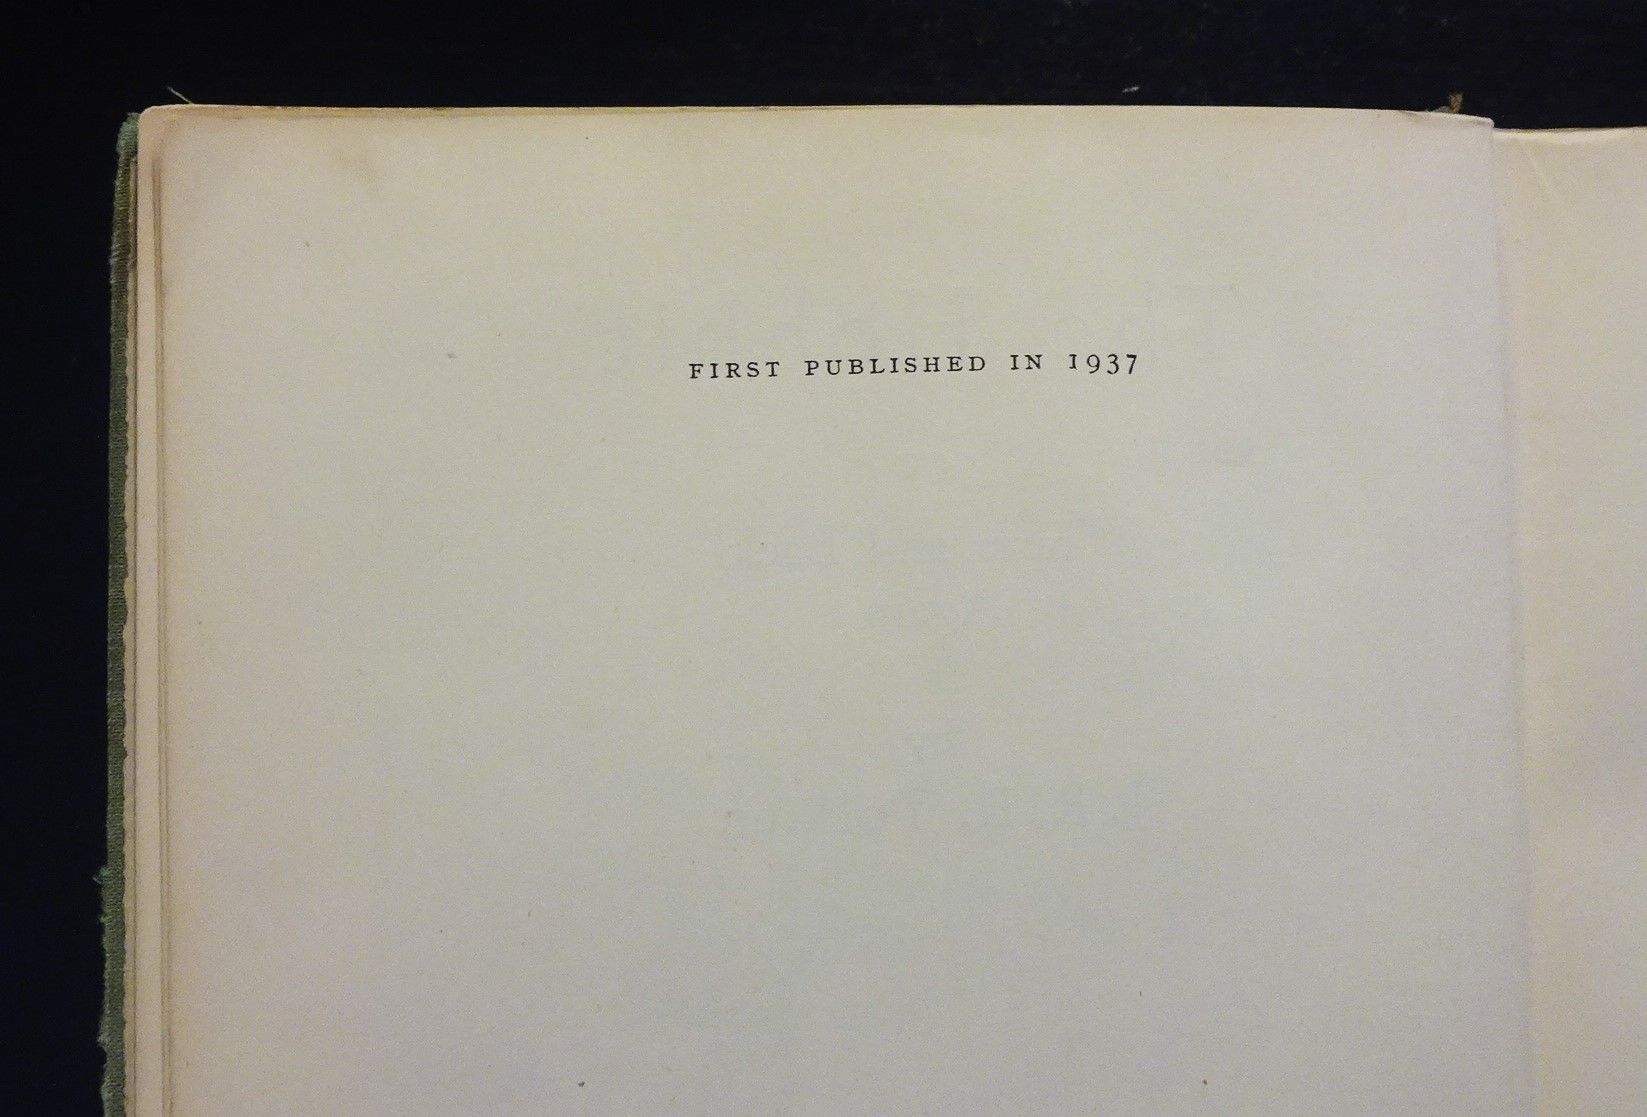 FIRST PUBLISHED IN 1937